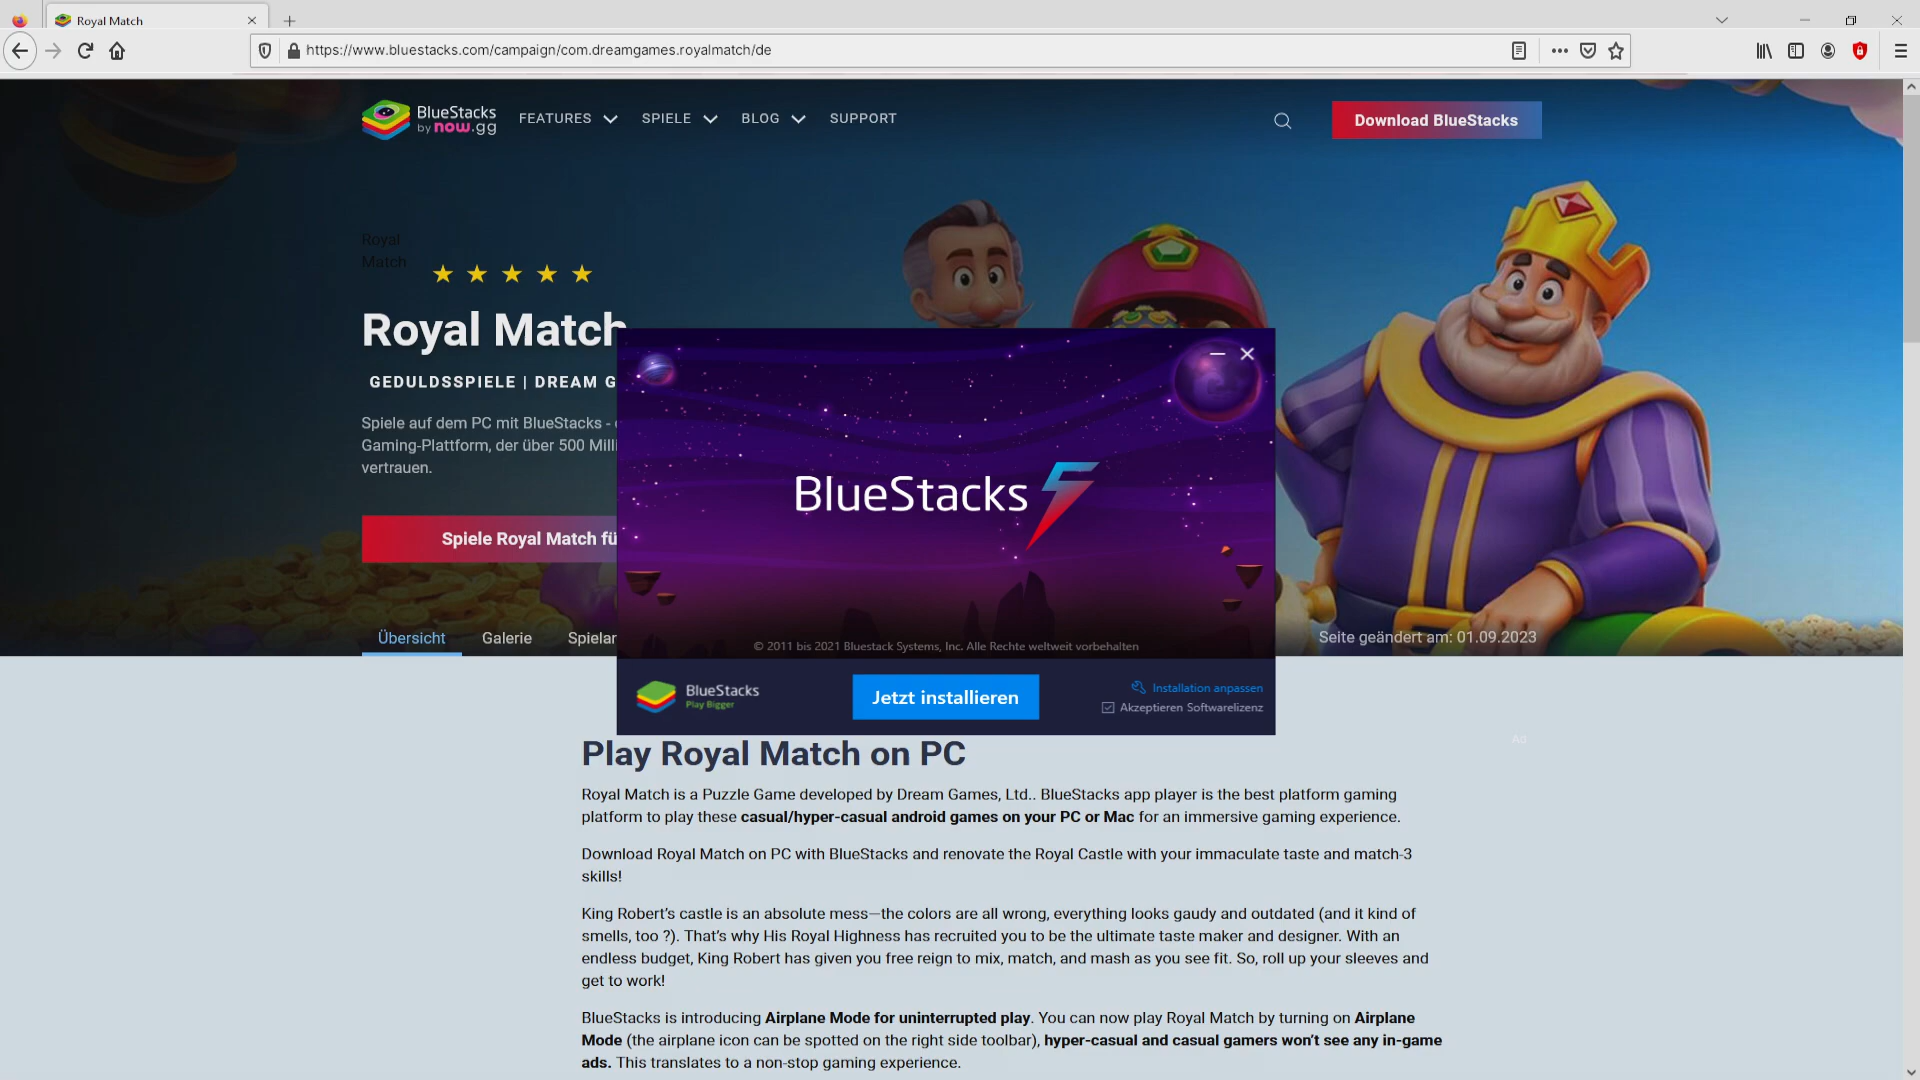 Royal Match
https://www.bluestacks.com/campaign/com.dreamgames.royalmatch/de
BlueStacks
by now.gg
FEATURES
SPIELE
BLOG
SUPPORT
Download BlueStacks
Royal
Match
Royal Match
GEDULDSSPIELE | DREAM G
Spiele auf dem PC mit BlueStacks -
Gaming-Plattform, der über 500 Milli
vertrauen.
Spiele Royal Match fü
Übersicht
Galerie
Spielar
Seite geändert am: 01.09.2023
BlueStacks 5
© 2011 bis 2021 Bluestack Systems, Inc. Alle Rechte weltweit vorbehalten
BlueStacks
Play Bigger
Jetzt installieren
Installation anpassen
Akzeptieren Softwarelizenz
Ad
Play Royal Match on PC
Royal Match is a Puzzle Game developed by Dream Games, Ltd.. BlueStacks app player is the best platform gaming
platform to play these casual/hyper-casual android games on your PC or Mac for an immersive gaming experience.
Download Royal Match on PC with BlueStacks and renovate the Royal Castle with your immaculate taste and match-3
skills!
King Robert's castle is an absolute mess—the colors are all wrong, everything looks gaudy and outdated (and it kind of
smells, too ?). That's why His Royal Highness has recruited you to be the ultimate taste maker and designer. With an
endless budget, King Robert has given you free reign to mix, match, and mash as you see fit. So, roll up your sleeves and
get to work!
BlueStacks is introducing Airplane Mode for uninterrupted play. You can now play Royal Match by turning on Airplane
Mode (the airplane icon can be spotted on the right side toolbar), hyper-casual and casual gamers won't see any in-game
ads. This translates to a non-stop gaming experience.